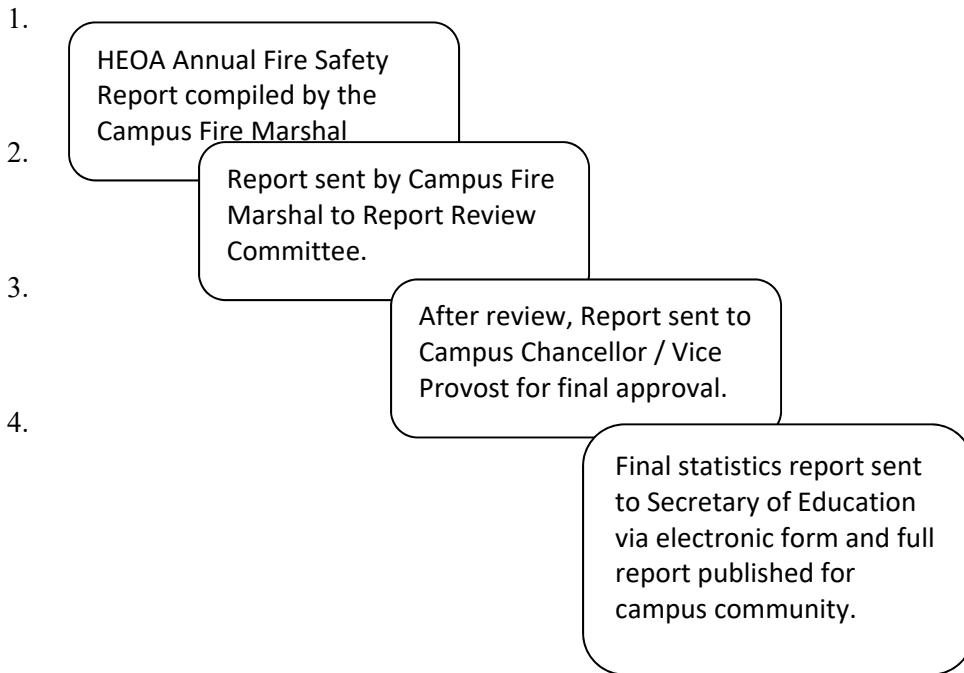 1.
HEOA Annual Fire Safety
Report compiled by the
Campus Fire Marshal
2.
Report sent by Campus Fire
Marshal to Report Review
Committee.
3.
After review, Report sent to
Campus Chancellor / Vice
Provost for final approval.
4.
Final statistics report sent
to Secretary of Education
via electronic form and full
report published for
campus community.